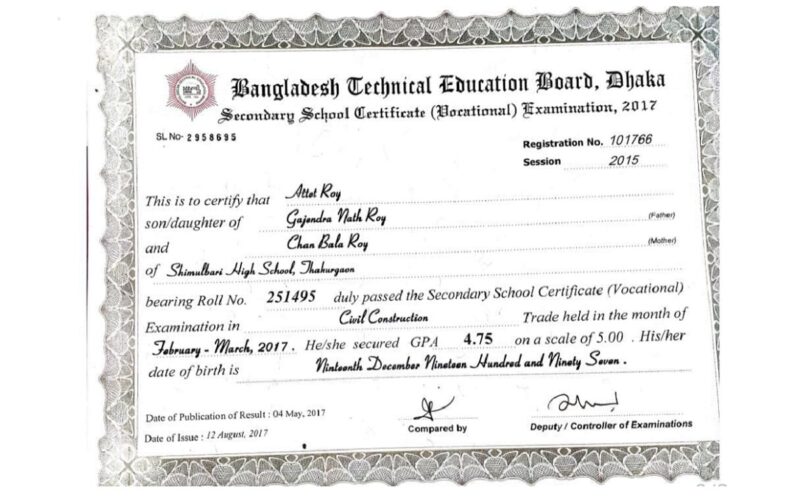 Bangladesh Technical Education Board, Dhaka
Secondary School Certificate (Vocational) Examination, 2017
SL No- 2958695
Registration No. 101766
Session 2015
This is to certify that Attot Roy
son/daughter of Gajendra Nath Roy (Father)
and Chan Bala Roy (Mother)
of Shimulbari High School, Thakurgaon
bearing Roll No. 251495 duly passed the Secondary School Certificate (Vocational)
Examination in Civil Construction Trade held in the month of
February - March, 2017. He/she secured GPA 4.75 on a scale of 5.00. His/her
date of birth is Ninteenth December Nineteen Hundred and Ninety Seven.
Date of Publication of Result : 04 May, 2017
Date of Issue : 12 August, 2017
Compared by
Deputy / Controller of Examinations